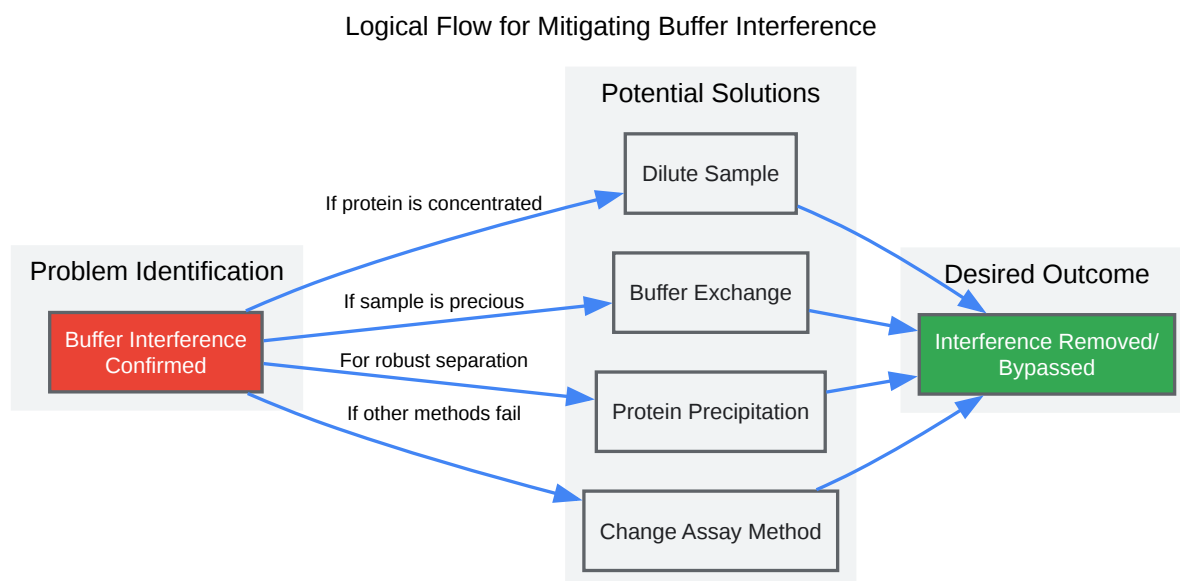 Logical Flow for Mitigating Buffer Interference
Problem Identification
Buffer Interference
Confirmed
If protein is concentrated
If sample is precious
For robust separation
If other methods fail
Potential Solutions
Dilute Sample
Buffer Exchange
Protein Precipitation
Change Assay Method
Desired Outcome
Interference Removed/
Bypassed